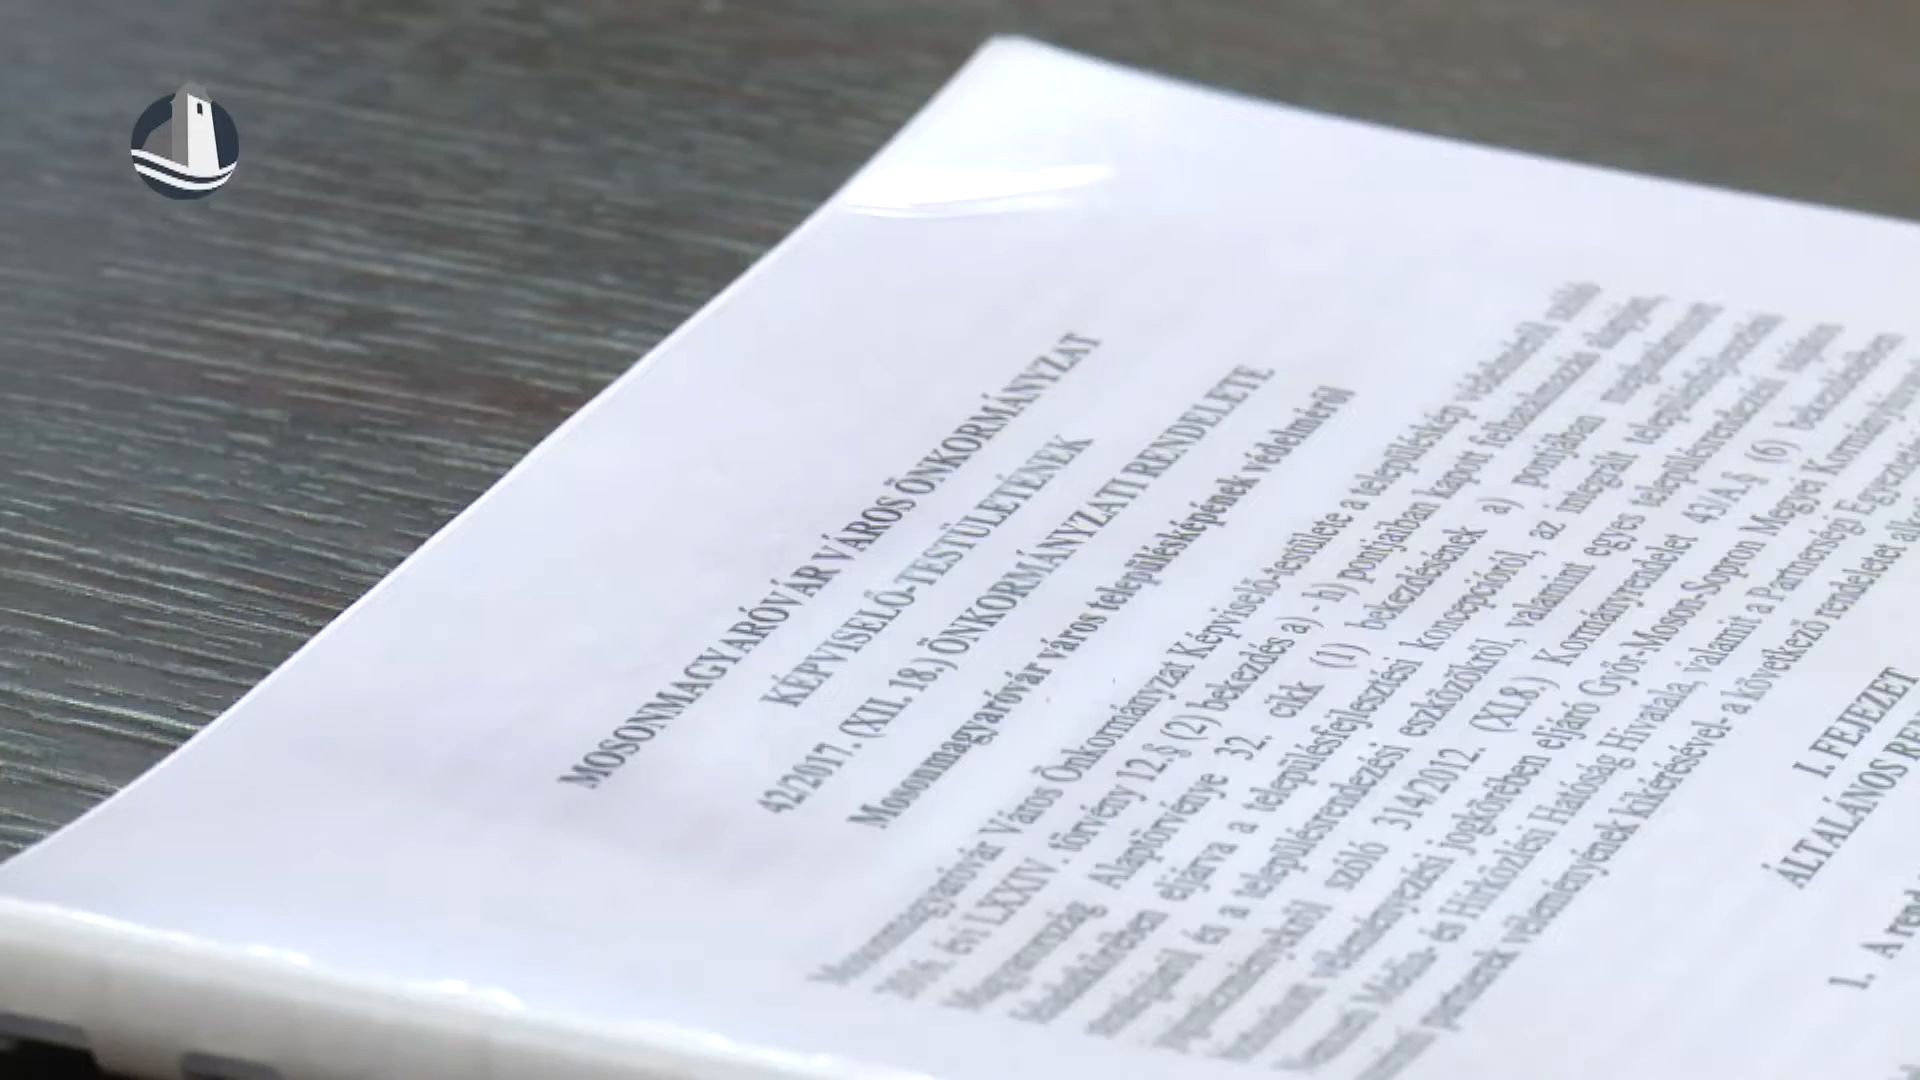 MOSONMAGYARÓVÁR VÁROS ÖNKORMÁNYZAT
KÉPVISELŐ-TESTÜLETÉNEK
42/2017. (XII. 18.) ÖNKORMÁNYZATI RENDELETE
Mosonmagyaróvár város településképének védelméről
Mosonmagyaróvár Város Önkormányzat Képviselő-testülete a településkép védelméről szóló
2016. évi LXXIV. törvény 12.§ (2) bekezdés a) - b) pontjában kapott felhatalmazás alapján,
Magyarország Alaptörvénye 32. cikk (1) bekezdésének a) pontjában meghatározott
feladatkörében eljárva a településfejlesztési koncepcióról, az integrált településfejlesztési
stratégiáról és a településrendezési eszközökről, valamint egyes településrendezési sajátos
jogintézményekről szóló 314/2012. (XI.8.) Kormányrendelet 43/A.§ (6) bekezdésében
biztosított véleményezési jogkörében eljáró Győr-Moson-Sopron Megyei
Nemzeti Média- és Hírközlési Hatóság Hivatala, valamint a Partnerségi
partnerek véleményének kikérésével- a következő rendeletet
I. FEJEZET
ÁLTALÁNOS
1. A